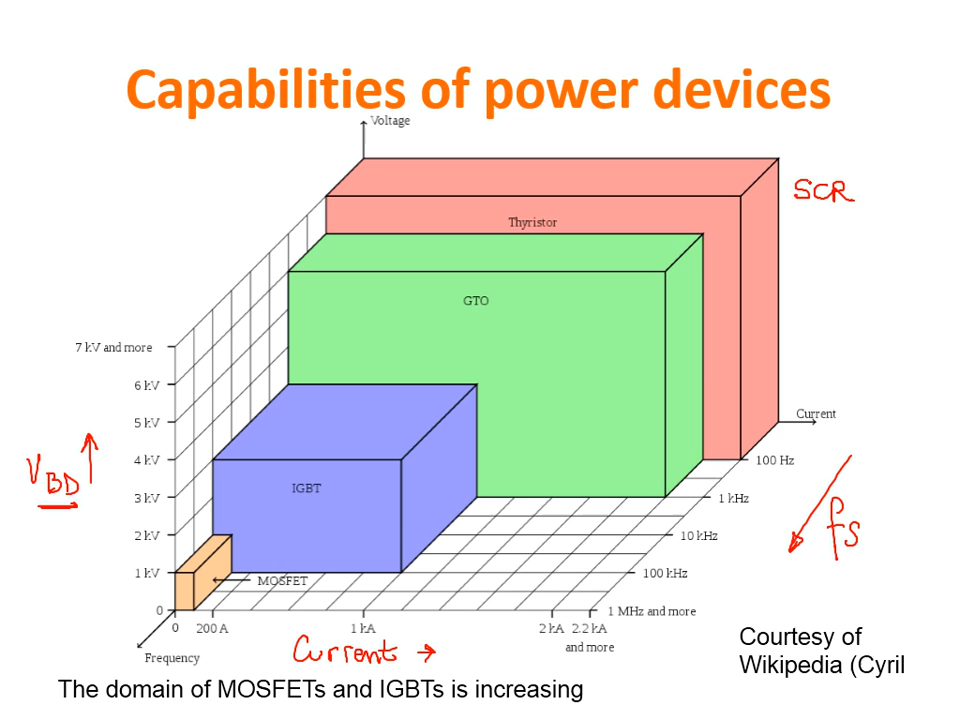 Capabilities of power devices
Voltage
SCR
Thyristor
GTO
7 kV and more
6 kV
5 kV
Current
4 kV
100 Hz
VBD
IGBT
3 kV
1 kHz
fs
2 kV
10 kHz
1 kV
MOSFET
100 kHz
0
1 MHz and more
0 200 A 1 kA 2 kA 2.2 kA
and more
Frequency
Currents →
Courtesy of
Wikipedia (Cyril
The domain of MOSFETs and IGBTs is increasing